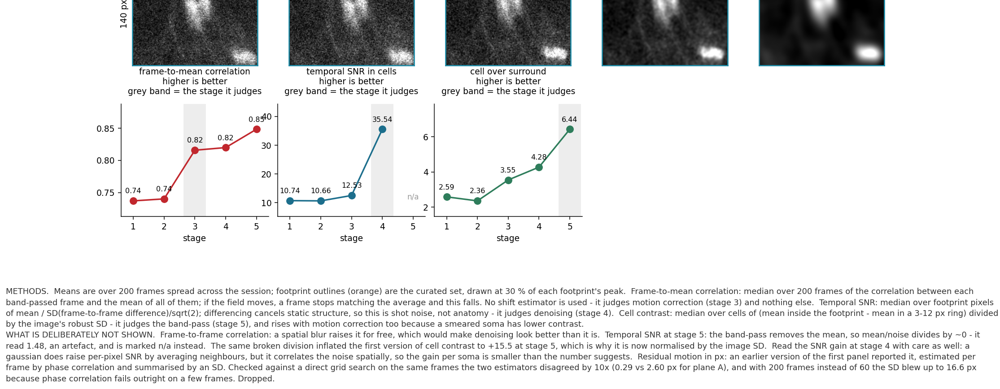 140 px
frame-to-mean correlation
higher is better
grey band = the stage it judges
temporal SNR in cells
higher is better
grey band = the stage it judges
cell over surround
higher is better
grey band = the stage it judges
0.85
0.80
0.75
0.74
0.74
0.82
0.82
0.85
1 2 3 4 5
stage
40
30
20
10
10.74
10.66
12.53
35.54
n/a
1 2 3 4 5
stage
6
4
2
2.59
2.36
3.55
4.28
6.44
1 2 3 4 5
stage
METHODS.  Means are over 200 frames spread across the session; footprint outlines (orange) are the curated set, drawn at 30 % of each footprint's peak.  Frame-to-mean correlation: median over 200 frames of the correlation between each
band-passed frame and the mean of all of them; if the field moves, a frame stops matching the average and this falls. No shift estimator is used - it judges motion correction (stage 3) and nothing else.  Temporal SNR: median over footprint pixels
of mean / SD(frame-to-frame difference)/sqrt(2); differencing cancels static structure, so this is shot noise, not anatomy - it judges denoising (stage 4).  Cell contrast: median over cells of (mean inside the footprint - mean in a 3-12 px ring) divided
by the image's robust SD - it judges the band-pass (stage 5), and rises with motion correction too because a smeared soma has lower contrast.
WHAT IS DELIBERATELY NOT SHOWN.  Frame-to-frame correlation: a spatial blur raises it for free, which would make denoising look better than it is.  Temporal SNR at stage 5: the band-pass removes the mean, so mean/noise divides by ~0 - it
read 1.48, an artefact, and is marked n/a instead.  The same broken division inflated the first version of cell contrast to +15.5 at stage 5, which is why it is now normalised by the image SD.  Read the SNR gain at stage 4 with care as well: a
gaussian does raise per-pixel SNR by averaging neighbours, but it correlates the noise spatially, so the gain per soma is smaller than the number suggests.  Residual motion in px: an earlier version of the first panel reported it, estimated per
frame by phase correlation and summarised by an SD. Checked against a direct grid search on the same frames the two estimators disagreed by 10x (0.29 vs 2.60 px for plane A), and with 200 frames instead of 60 the SD blew up to 16.6 px
because phase correlation fails outright on a few frames. Dropped.